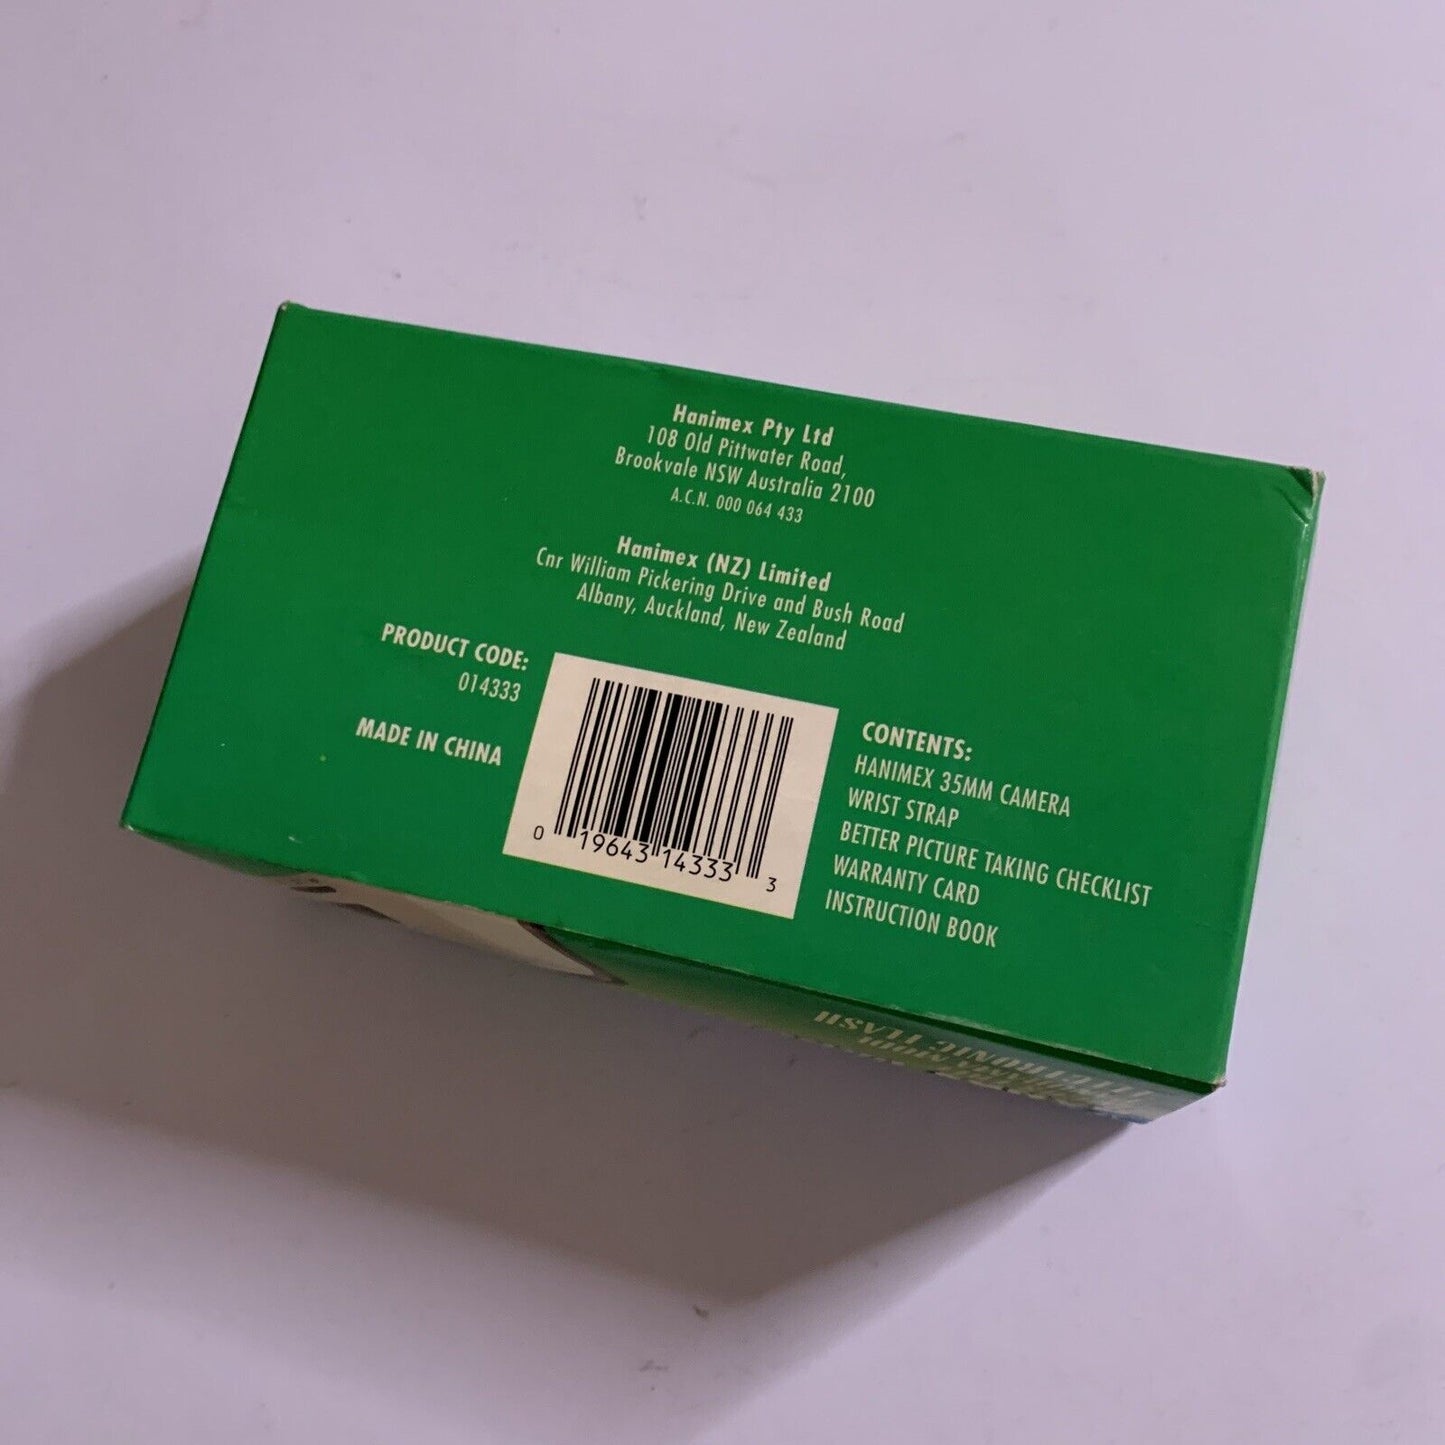 Hanimex Pty Ltd
108 Old Pittwater Road,
Brookvale NSW Australia 2100
A.C.N. 000 064 433
Hanimex (NZ) Limited
Cnr William Pickering Drive and Bush Road
Albany, Auckland, New Zealand
PRODUCT CODE:
014333
MADE IN CHINA
0 19643 14333 3
CONTENTS:
HANIMEX 35MM CAMERA
WRIST STRAP
BETTER PICTURE TAKING CHECKLIST
WARRANTY CARD
INSTRUCTION BOOK
ELECTRONIC FLASH